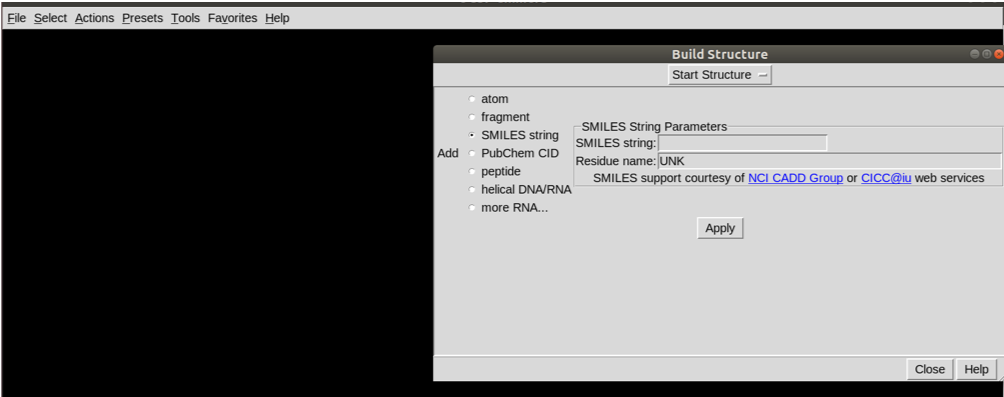 File Select Actions Presets Tools Favorites Help
Build Structure
Start Structure
atom
fragment
SMILES string
Add
PubChem CID
peptide
helical DNA/RNA
more RNA...
SMILES String Parameters
SMILES string:
Residue name: UNK
SMILES support courtesy of NCI CADD Group or CICC@iu web services
Apply
Close Help